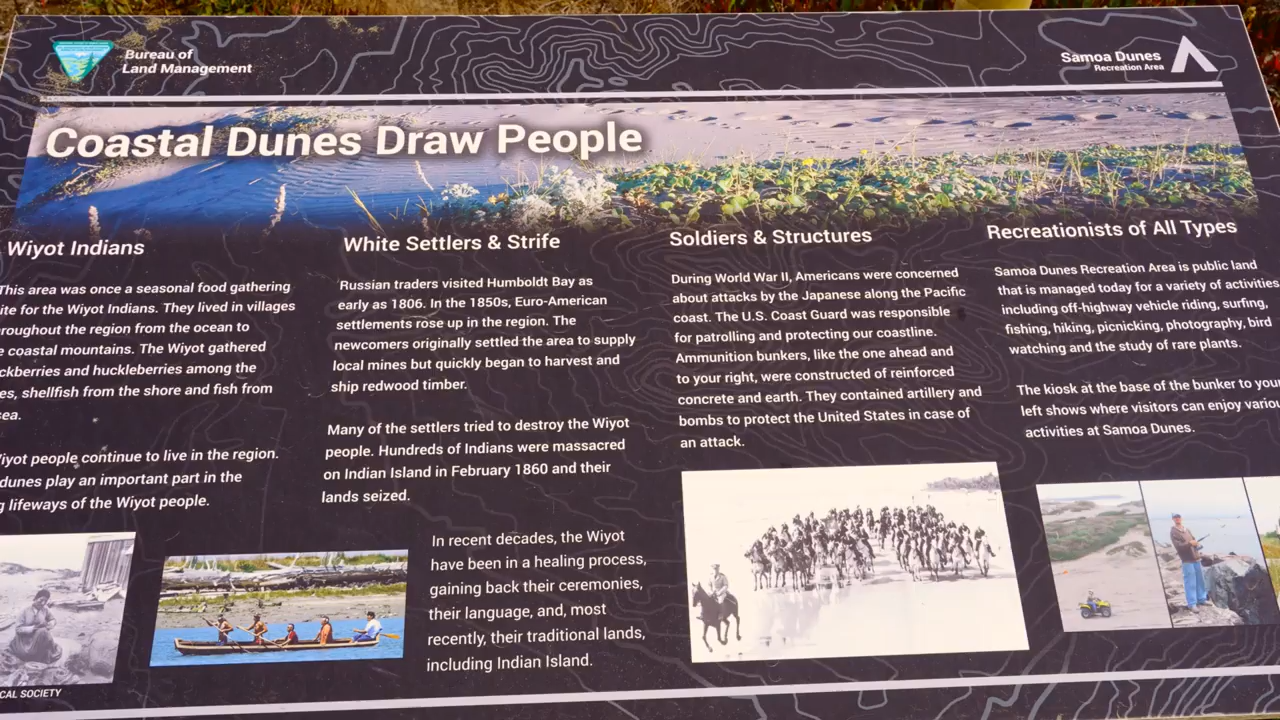 Bureau of
Land Management
Samoa Dunes
Recreation Area
Coastal Dunes Draw People
Wiyot Indians
This area was once a seasonal food gathering
for the Wiyot Indians. They lived in villages
the region from the ocean to
coastal mountains. The Wiyot gathered
and huckleberries among the
shellfish from the shore and fish from
people continue to live in the region.
dunes play an important part in the
lifeways of the Wiyot people.
CAL SOCIETY
White Settlers & Strife
Russian traders visited Humboldt Bay as
early as 1806. In the 1850s, Euro-American
settlements rose up in the region. The
newcomers originally settled the area to supply
local mines but quickly began to harvest and
ship redwood timber.
Many of the settlers tried to destroy the Wiyot
people. Hundreds of Indians were massacred
on Indian Island in February 1860 and their
lands seized.
In recent decades, the Wiyot
have been in a healing process,
gaining back their ceremonies,
their language, and, most
recently, their traditional lands,
including Indian Island.
Soldiers & Structures
During World War II, Americans were concerned
about attacks by the Japanese along the Pacific
coast. The U.S. Coast Guard was responsible
for patrolling and protecting our coastline.
Ammunition bunkers, like the one ahead and
to your right, were constructed of reinforced
concrete and earth. They contained artillery and
bombs to protect the United States in case of
an attack.
Recreationists of All Types
Samoa Dunes Recreation Area is public land
that is managed today for a variety of activities
including off-highway vehicle riding, surfing,
fishing, hiking, picnicking, photography, bird
watching and the study of rare plants.
The kiosk at the base of the bunker to your
left shows where visitors can enjoy
activities at Samoa Dunes.